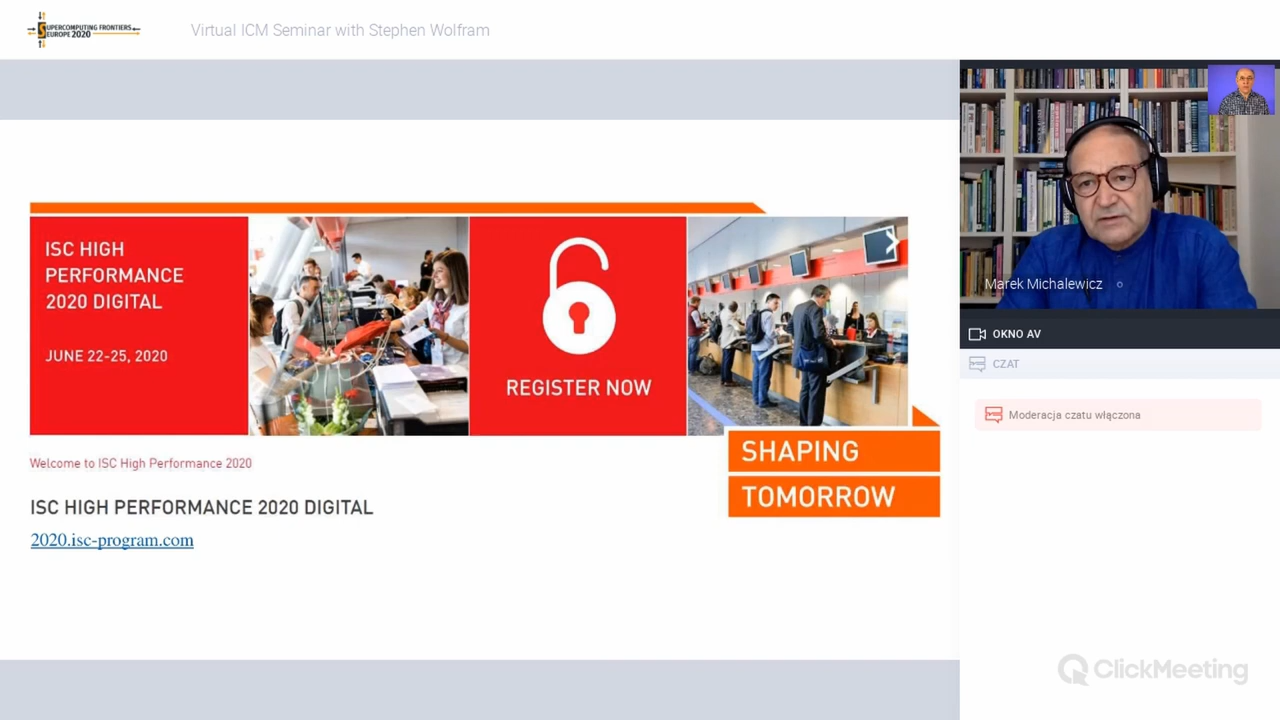 SUPERCOMPUTING FRONTIERS
EUROPE 2020
Virtual ICM Seminar with Stephen Wolfram
ISC HIGH
PERFORMANCE
2020 DIGITAL
JUNE 22-25, 2020
REGISTER NOW
SHAPING
TOMORROW
Welcome to ISC High Performance 2020
ISC HIGH PERFORMANCE 2020 DIGITAL
2020.isc-program.com
Marek Michalewicz
OKNO AV
CZAT
Moderacja czatu włączona
ClickMeeting